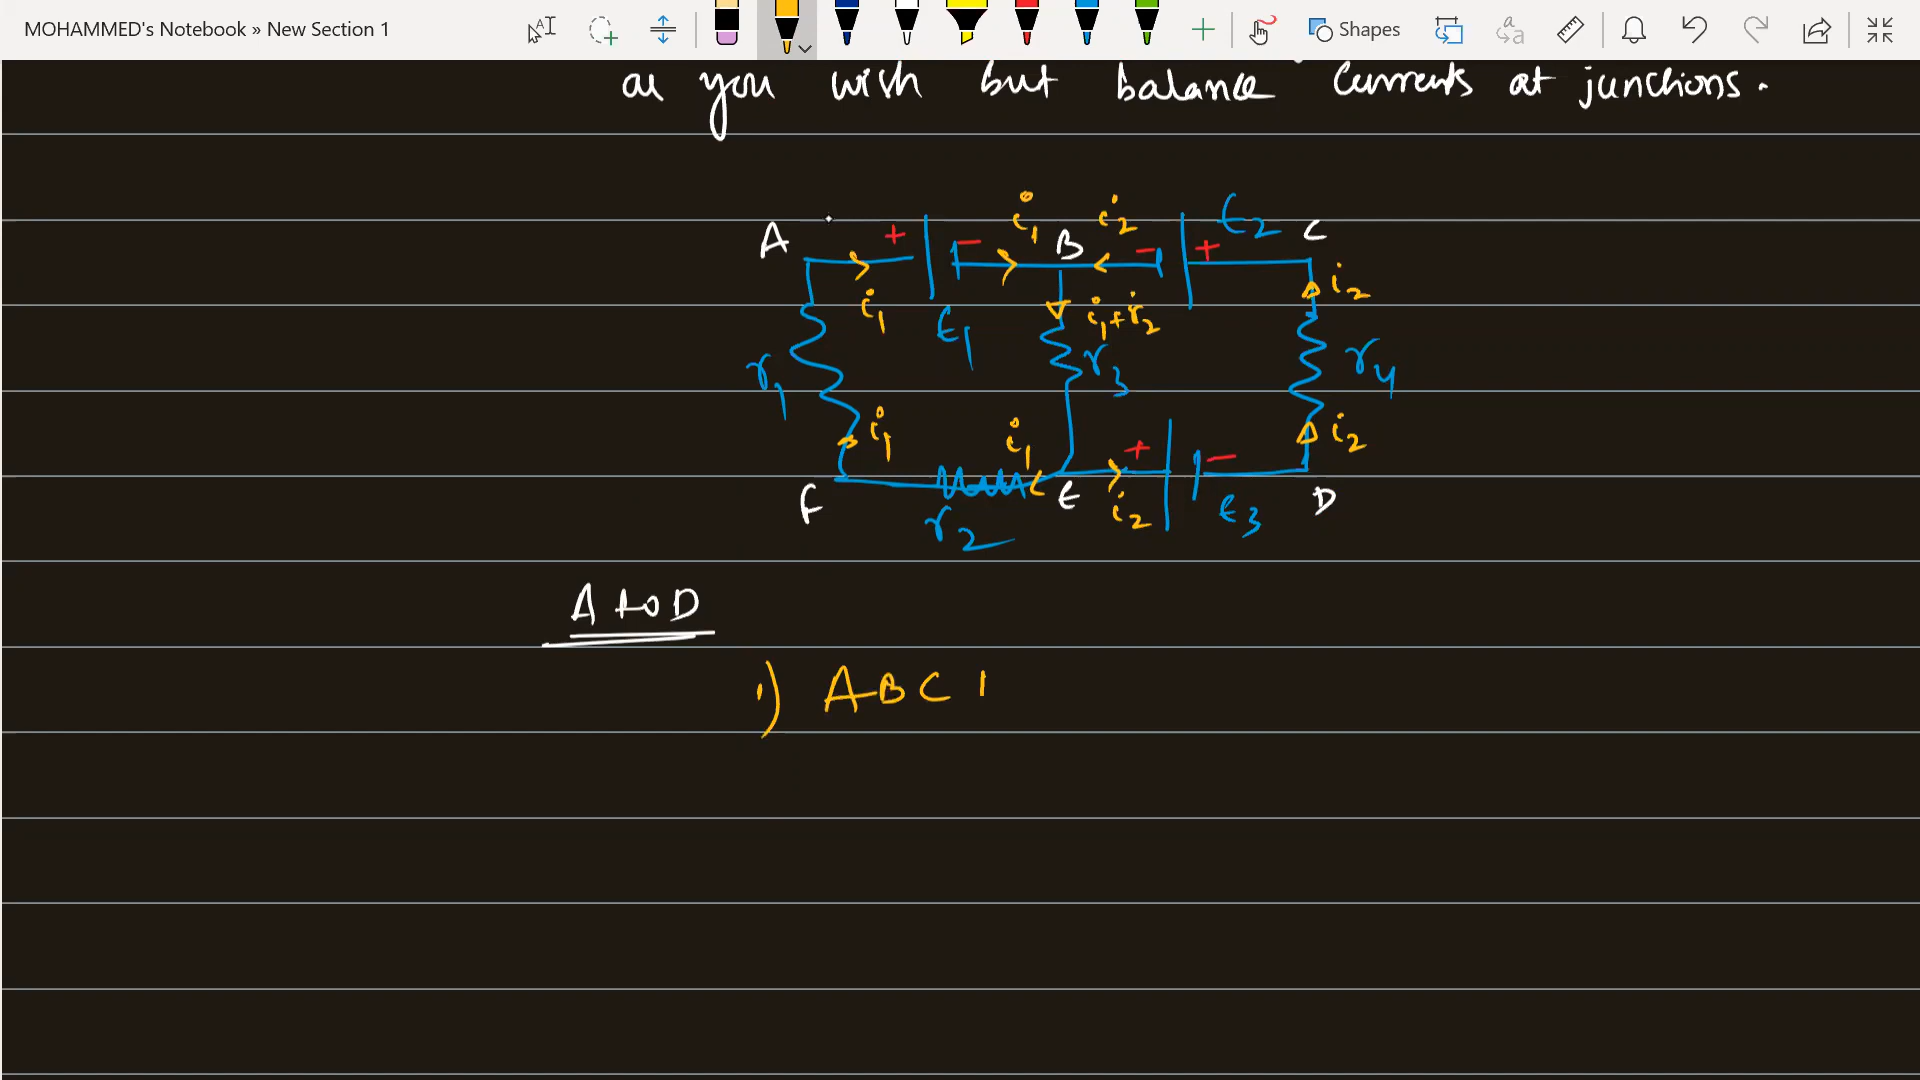 MOHAMMED's Notebook » New Section 1
Shapes
as you wish but balance currents at junctions.
A + - i₁ B i₂ - + ε₂ C
i₁ ε₁ i₁+i₂ i₂
r₁ r₃ r₄
i₁ i₁ + - i₂
F r₂ E i₂ ε₃ D
A to D
1) ABC